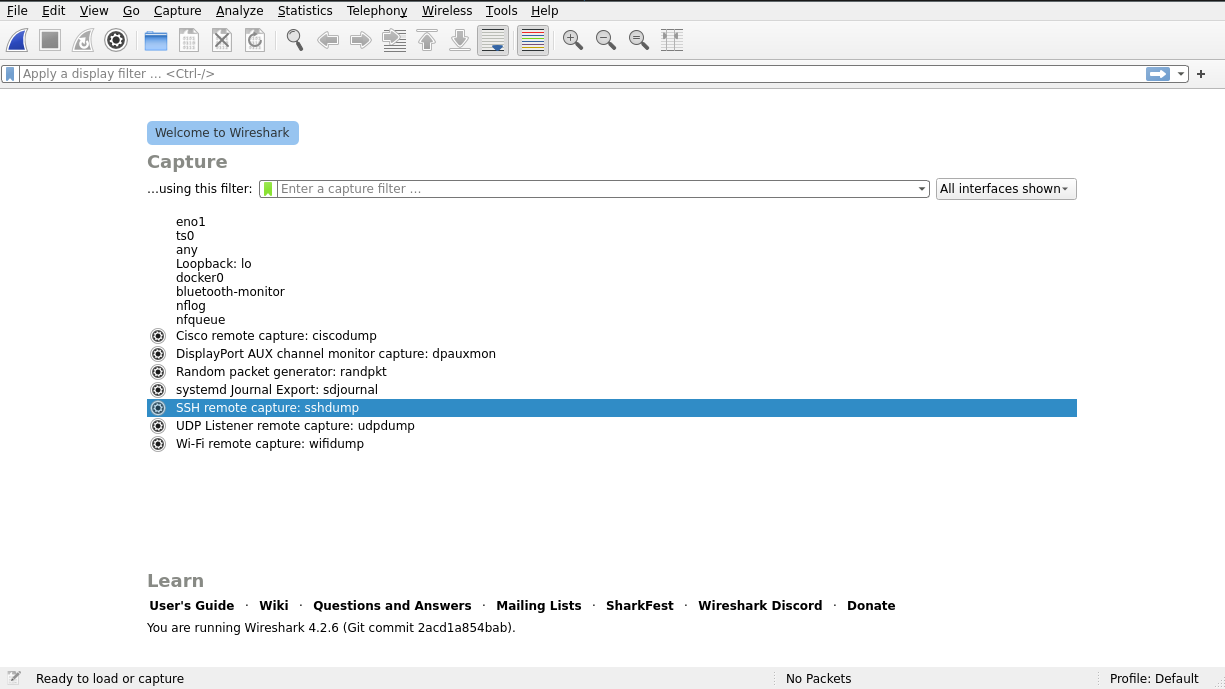 File Edit View Go Capture Analyze Statistics Telephony Wireless Tools Help
Apply a display filter ... <Ctrl-/>
+
Welcome to Wireshark
Capture
...using this filter: Enter a capture filter ... All interfaces shown
eno1
ts0
any
Loopback: lo
docker0
bluetooth-monitor
nflog
nfqueue
Cisco remote capture: ciscodump
DisplayPort AUX channel monitor capture: dpauxmon
Random packet generator: randpkt
systemd Journal Export: sdjournal
SSH remote capture: sshdump
UDP Listener remote capture: udpdump
Wi-Fi remote capture: wifidump
Learn
User's Guide · Wiki · Questions and Answers · Mailing Lists · SharkFest · Wireshark Discord · Donate
You are running Wireshark 4.2.6 (Git commit 2acd1a854bab).
Ready to load or capture No Packets Profile: Default